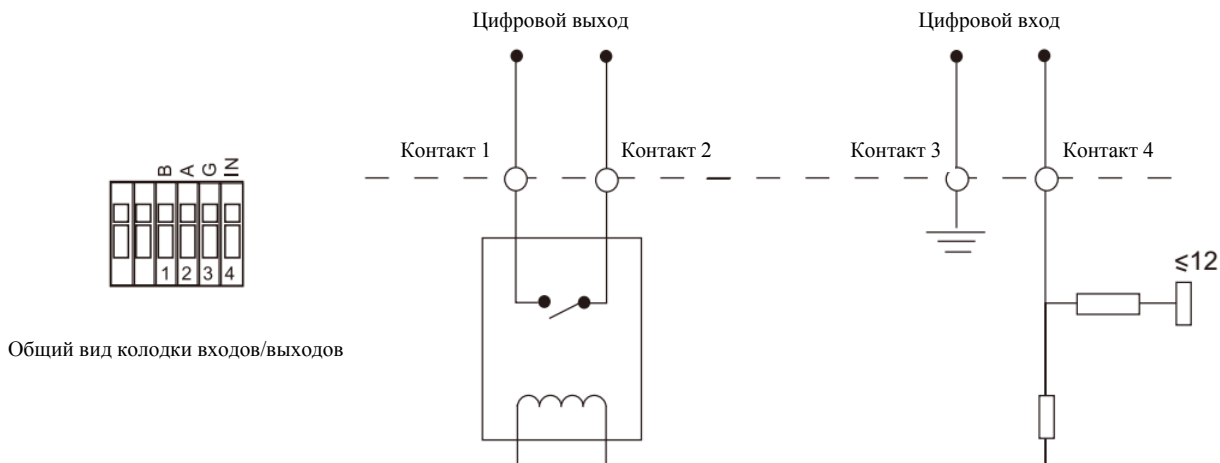 Цифровой выход
Цифровой вход
Контакт 1
Контакт 2
Контакт 3
Контакт 4
B A G IN
1 2 3 4
≤12
Общий вид колодки входов/выходов